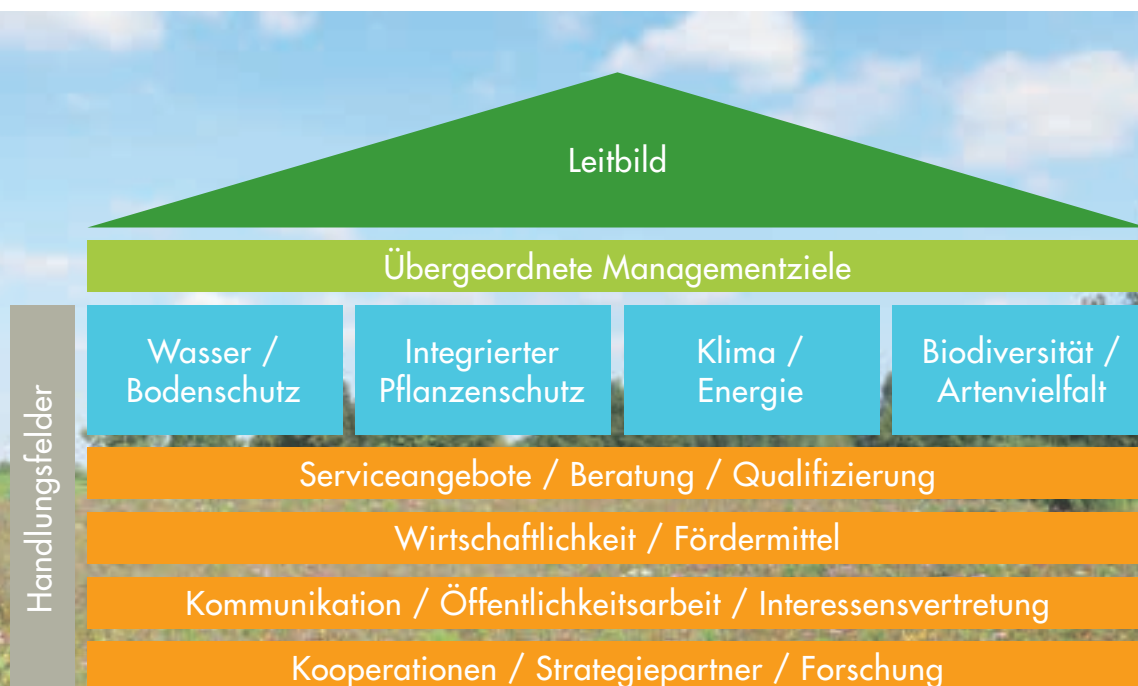 Leitbild
Übergeordnete Managementziele
Handlungsfelder
Wasser /
Bodenschutz
Integrierter
Pflanzenschutz
Klima /
Energie
Biodiversität /
Artenvielfalt
Serviceangebote / Beratung / Qualifizierung
Wirtschaftlichkeit / Fördermittel
Kommunikation / Öffentlichkeitsarbeit / Interessensvertretung
Kooperationen / Strategiepartner / Forschung